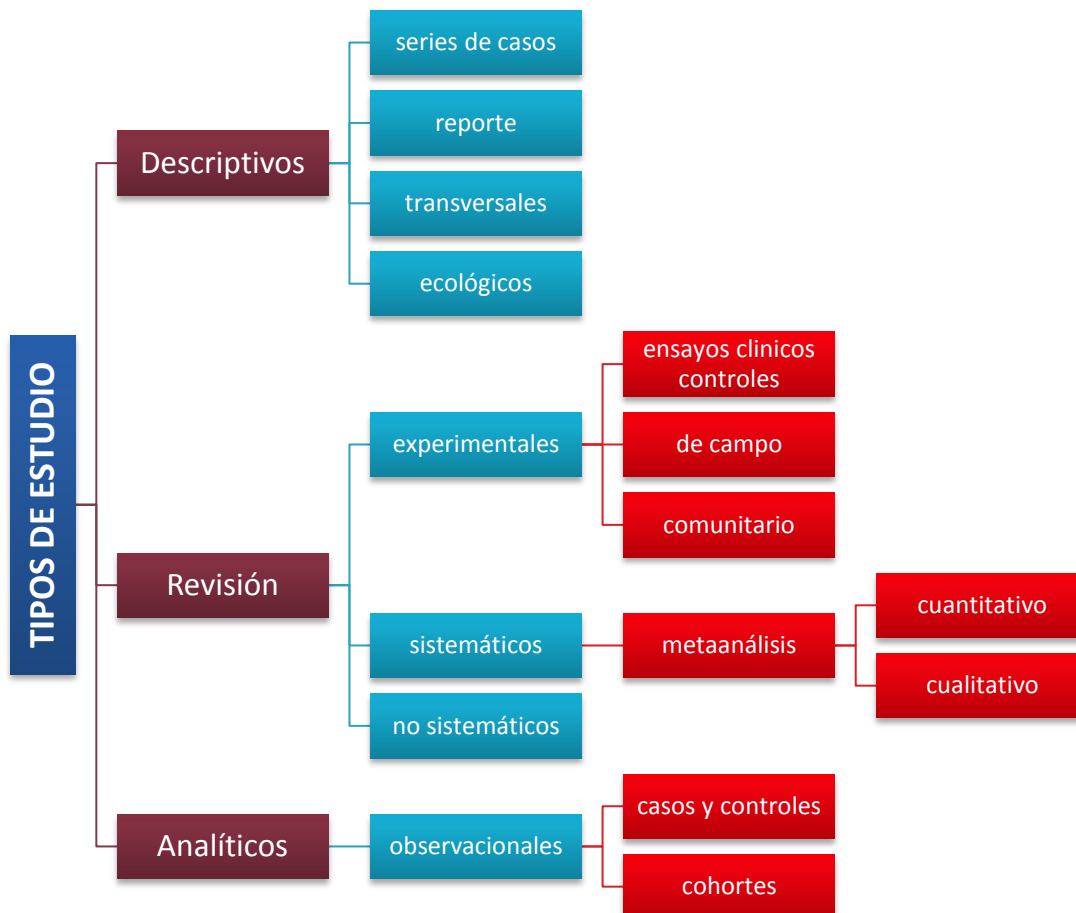 TIPOS DE ESTUDIO
Descriptivos
series de casos
reporte
transversales
ecológicos
Revisión
experimentales
ensayos clinicos
controles
de campo
comunitario
sistemáticos
metaanálisis
cuantitativo
cualitativo
no sistemáticos
Analíticos
observacionales
casos y controles
cohortes